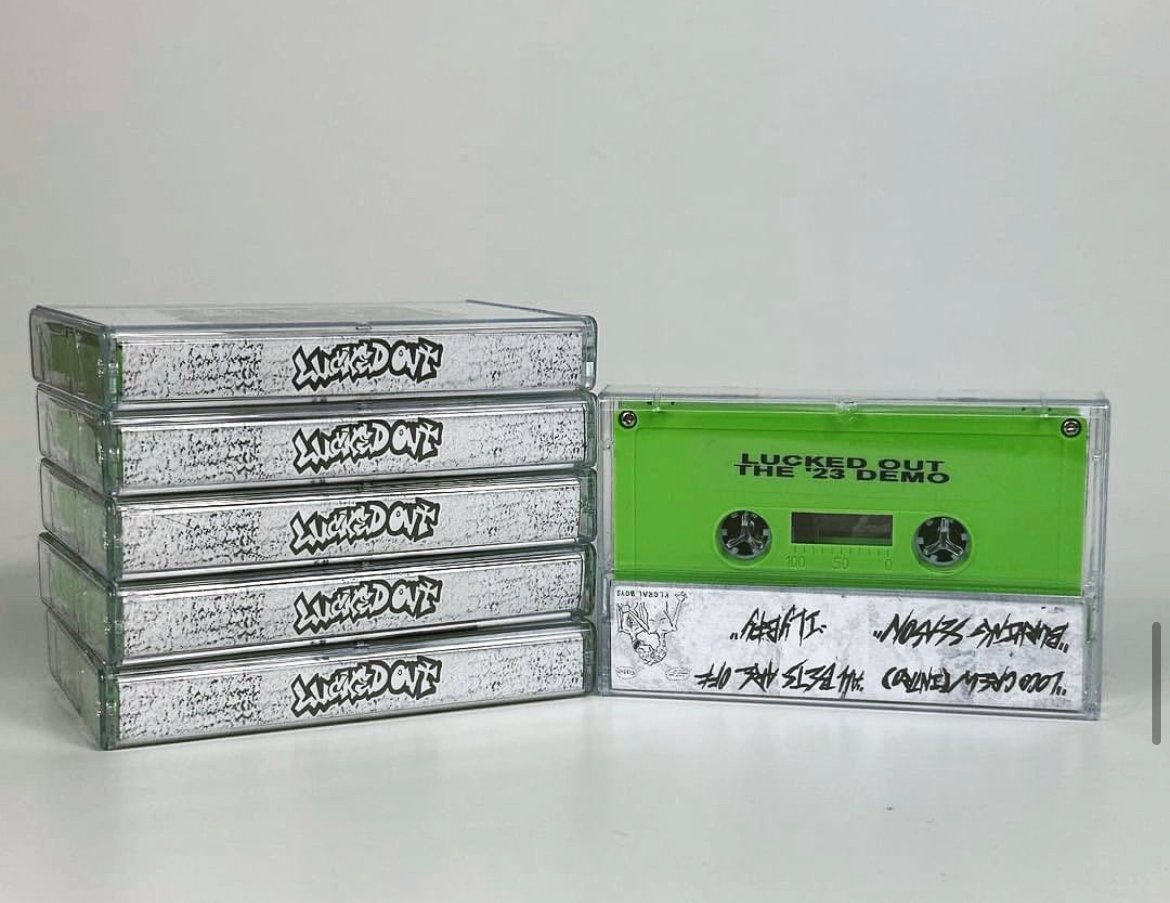 LUCKED OUT
LUCKED OUT
LUCKED OUT
LUCKED OUT
LUCKED OUT
LUCKED OUT
THE '23 DEMO
100 50 0
"LOCO CREW (INTRO)
"ALL BETS ARE OFF
"BURNING SEASON"
FLORAL BOYS